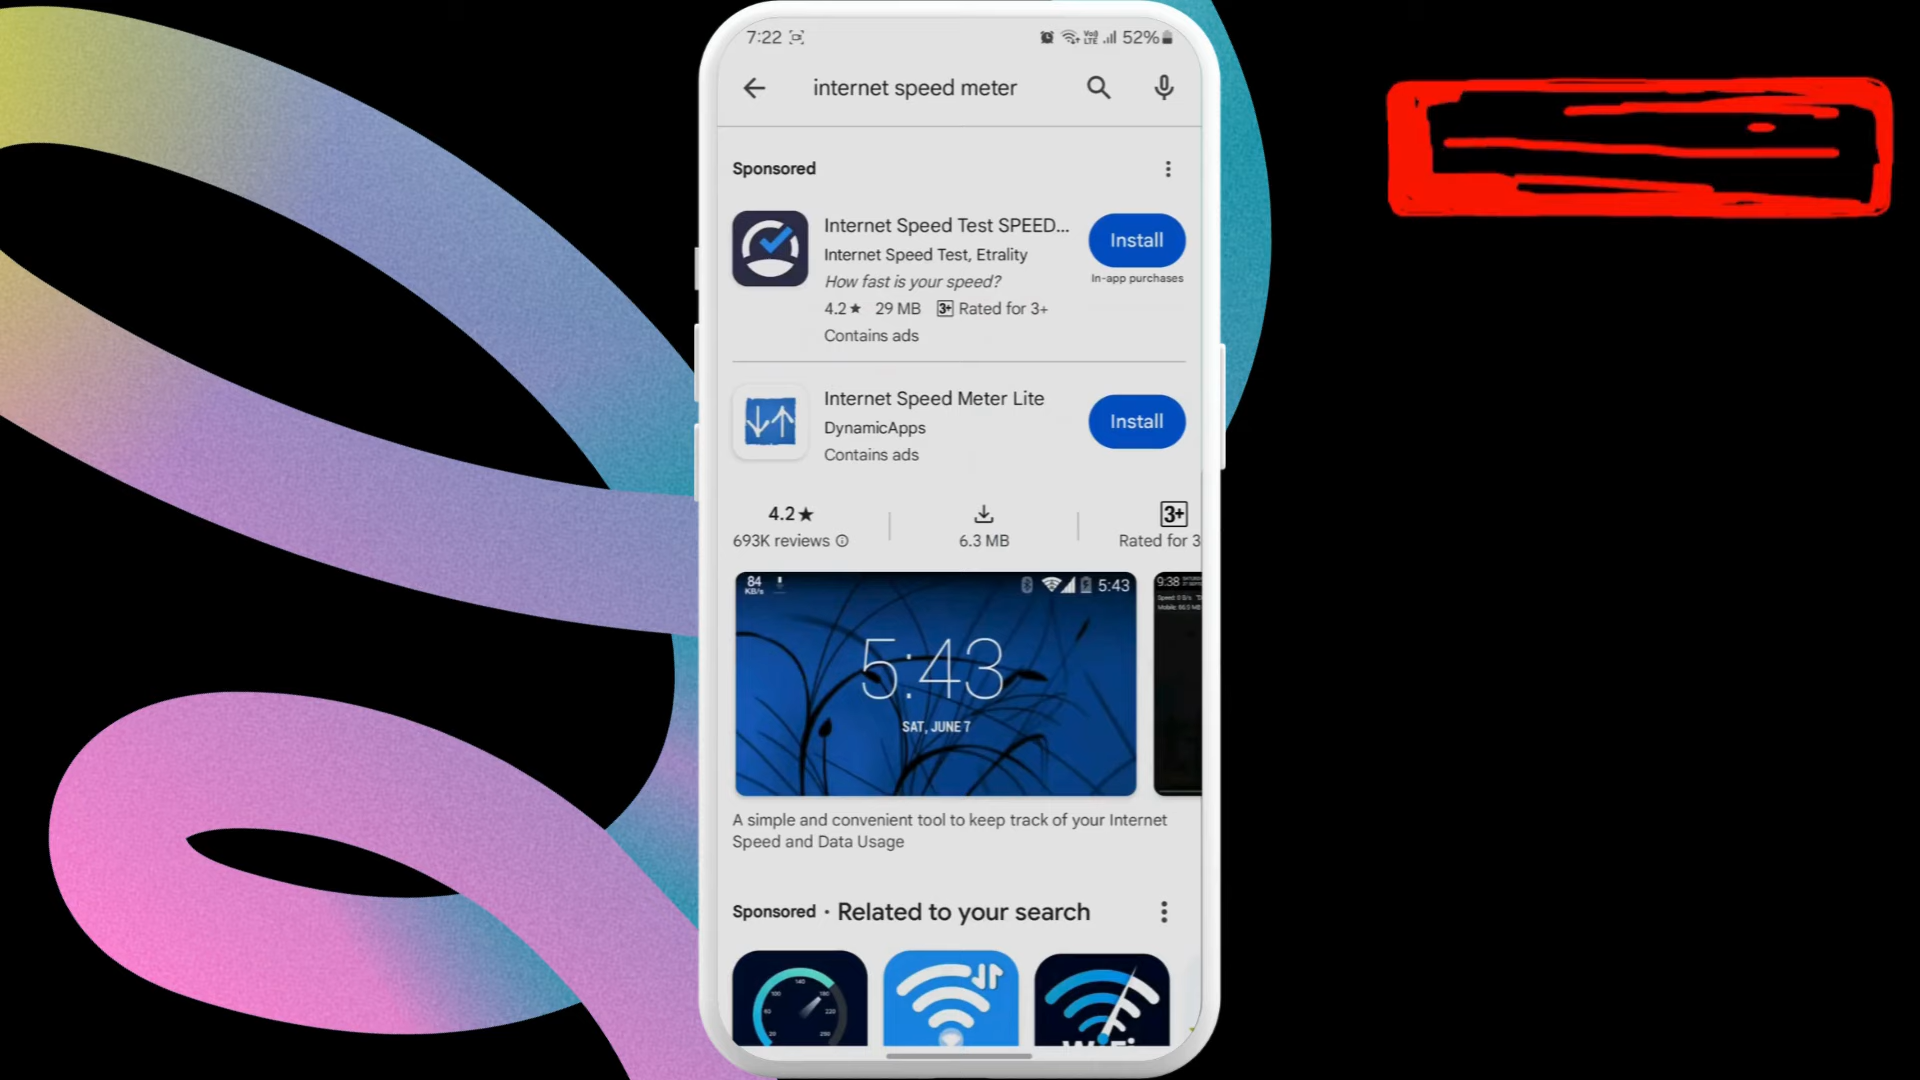 7:22
Vo) LTE 52%
internet speed meter
Sponsored
Internet Speed Test SPEED...
Internet Speed Test, Etrality
How fast is your speed?
4.2★ 29 MB 3+ Rated for 3+
Contains ads
Install
In-app purchases
Internet Speed Meter Lite
DynamicApps
Contains ads
Install
4.2★
693K reviews
6.3 MB
3+
Rated for 3
84
KB/s
5:43
5:43
SAT, JUNE 7
9:38
A simple and convenient tool to keep track of your Internet
Speed and Data Usage
Sponsored · Related to your search